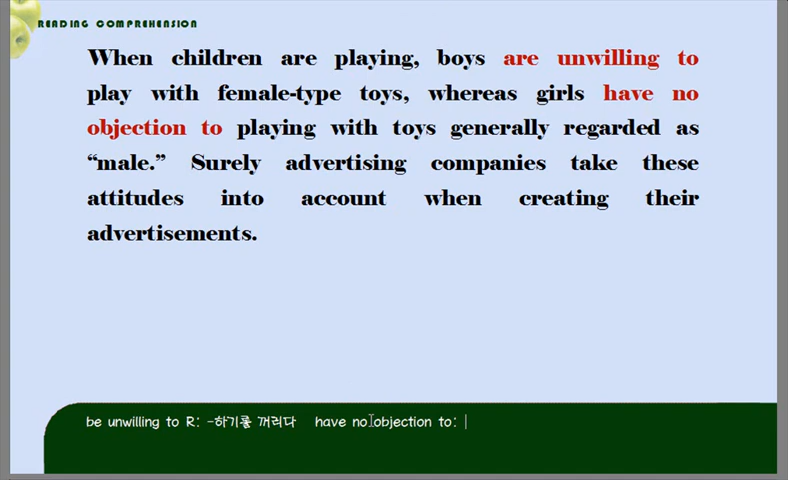 READING COMPREHENSION
When children are playing, boys are unwilling to
play with female-type toys, whereas girls have no
objection to playing with toys generally regarded as
“male.” Surely advertising companies take these
attitudes into account when creating their
advertisements.
be unwilling to R: -하기를 꺼리다 have no objection to: